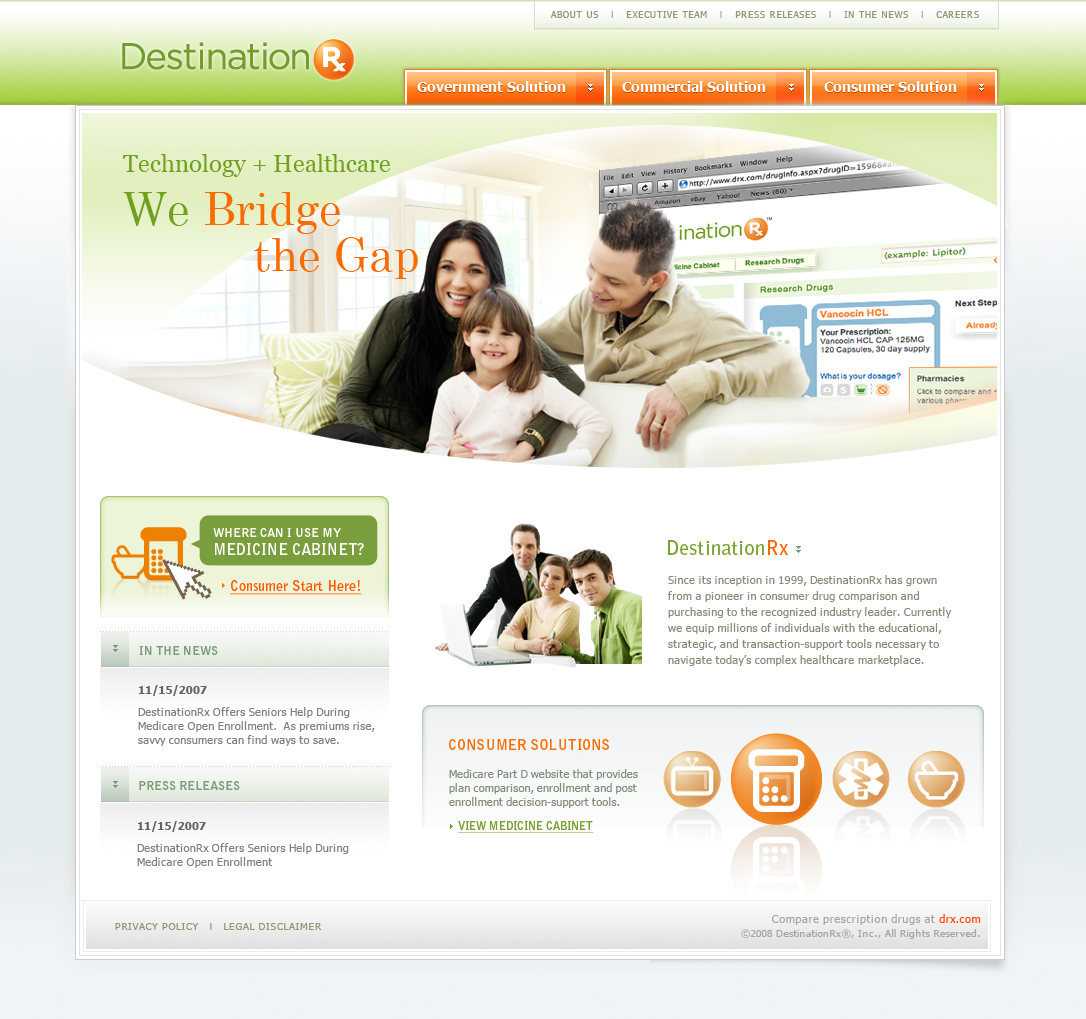 ABOUT US | EXECUTIVE TEAM | PRESS RELEASES | IN THE NEWS | CAREERS
DestinationRx
Government Solution
Commercial Solution
Consumer Solution
Technology + Healthcare
We Bridge
the Gap
File Edit View History Bookmarks Window Help
http://www.drx.com/drugInfo.aspx?drugID=15966
Amazon eBay Yahoo! News (60)
inationRx™
icine Cabinet
Research Drugs
(example: Lipitor)
Research Drugs
Vancocin HCL
Your Prescription:
Vancocin HCL CAP 125MG
120 Capsules, 30 day supply
What is your dosage?
Next Step
Already
Pharmacies
Click to compare and
various pharm
WHERE CAN I USE MY
MEDICINE CABINET?
Consumer Start Here!
IN THE NEWS
11/15/2007
DestinationRx Offers Seniors Help During
Medicare Open Enrollment.  As premiums rise,
savvy consumers can find ways to save.
PRESS RELEASES
11/15/2007
DestinationRx Offers Seniors Help During
Medicare Open Enrollment
DestinationRx
Since its inception in 1999, DestinationRx has grown
from a pioneer in consumer drug comparison and
purchasing to the recognized industry leader. Currently
we equip millions of individuals with the educational,
strategic, and transaction-support tools necessary to
navigate today's complex healthcare marketplace.
CONSUMER SOLUTIONS
Medicare Part D website that provides
plan comparison, enrollment and post
enrollment decision-support tools.
VIEW MEDICINE CABINET
PRIVACY POLICY | LEGAL DISCLAIMER
Compare prescription drugs at drx.com
©2008 DestinationRx®, Inc., All Rights Reserved.